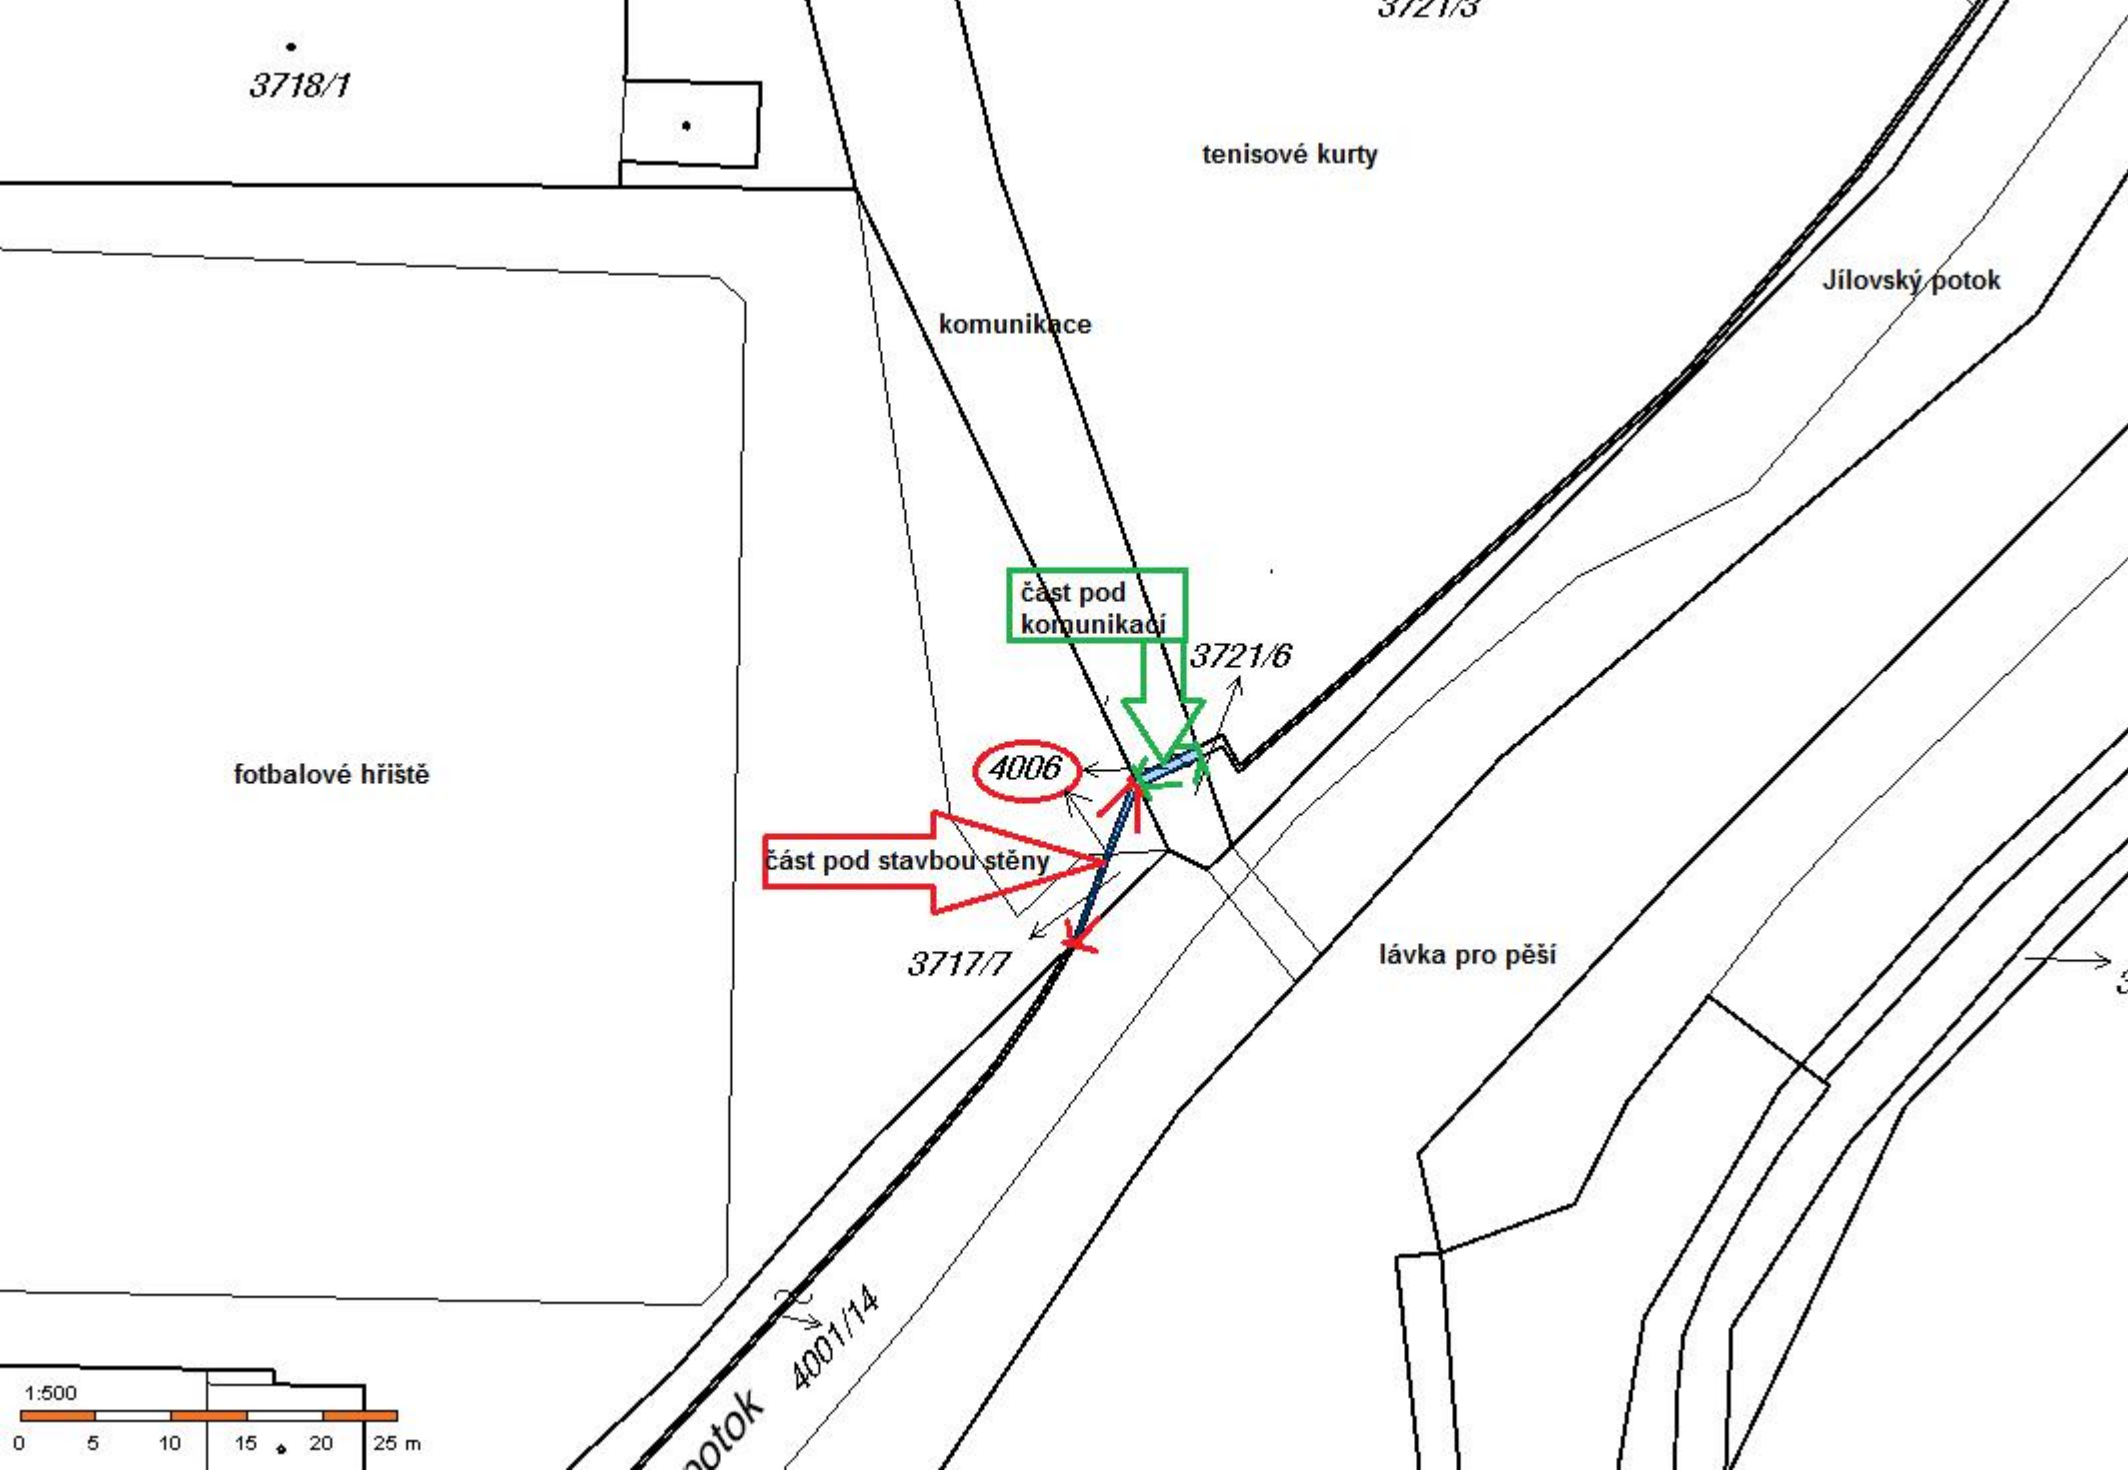 3721/3
3718/1
tenisové kurty
Jílovský potok
komunikace
část pod
komunikací
3721/6
4006
fotbalové hřiště
část pod stavbou stěny
3717/7
lávka pro pěší
3
4001/14
potok
1:500
0 5 10 15 20 25 m